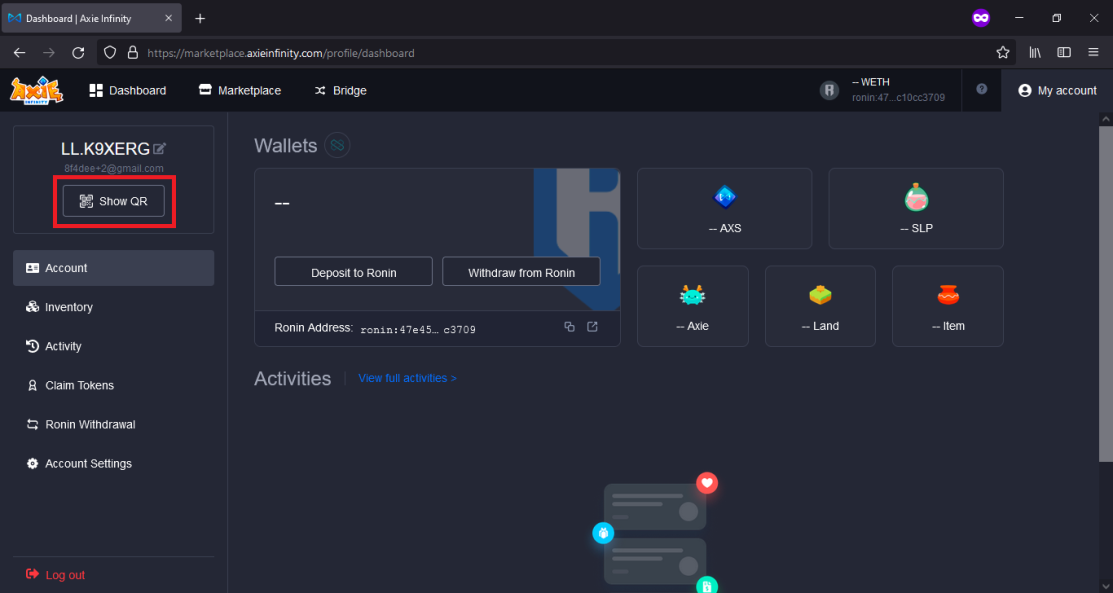 Dashboard | Axie Infinity
https://marketplace.axieinfinity.com/profile/dashboard
AXIE
INFINITY
Dashboard
Marketplace
Bridge
-- WETH
ronin:47e...c10cc3709
My account
LL.K9XERG
8f4dee+2@gmail.com
Show QR
Account
Inventory
Activity
Claim Tokens
Ronin Withdrawal
Account Settings
Log out
Wallets
--
Deposit to Ronin
Withdraw from Ronin
Ronin Address: ronin:47e45... c3709
-- AXS
-- SLP
-- Axie
-- Land
-- Item
Activities
View full activities >